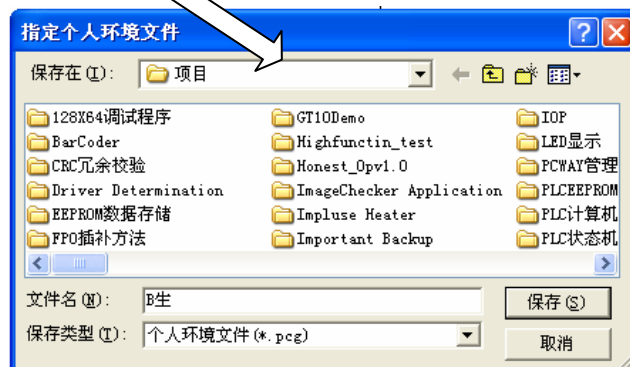 指定个人环境文件
保存在(I): 项目
128X64调试程序 GT10Demo IOP
BarCoder Highfunctin_test LED显示
CRC冗余校验 Honest_Opv1.0 PCWAY管理
Driver Determination ImageChecker Application PLCEEPROM
EEPROM数据存储 Impluse Heater PLC计算机
FP0插补方法 Important Backup PLC状态机
文件名(N): B生 保存(S)
保存类型(T): 个人环境文件(*.pcg) 取消